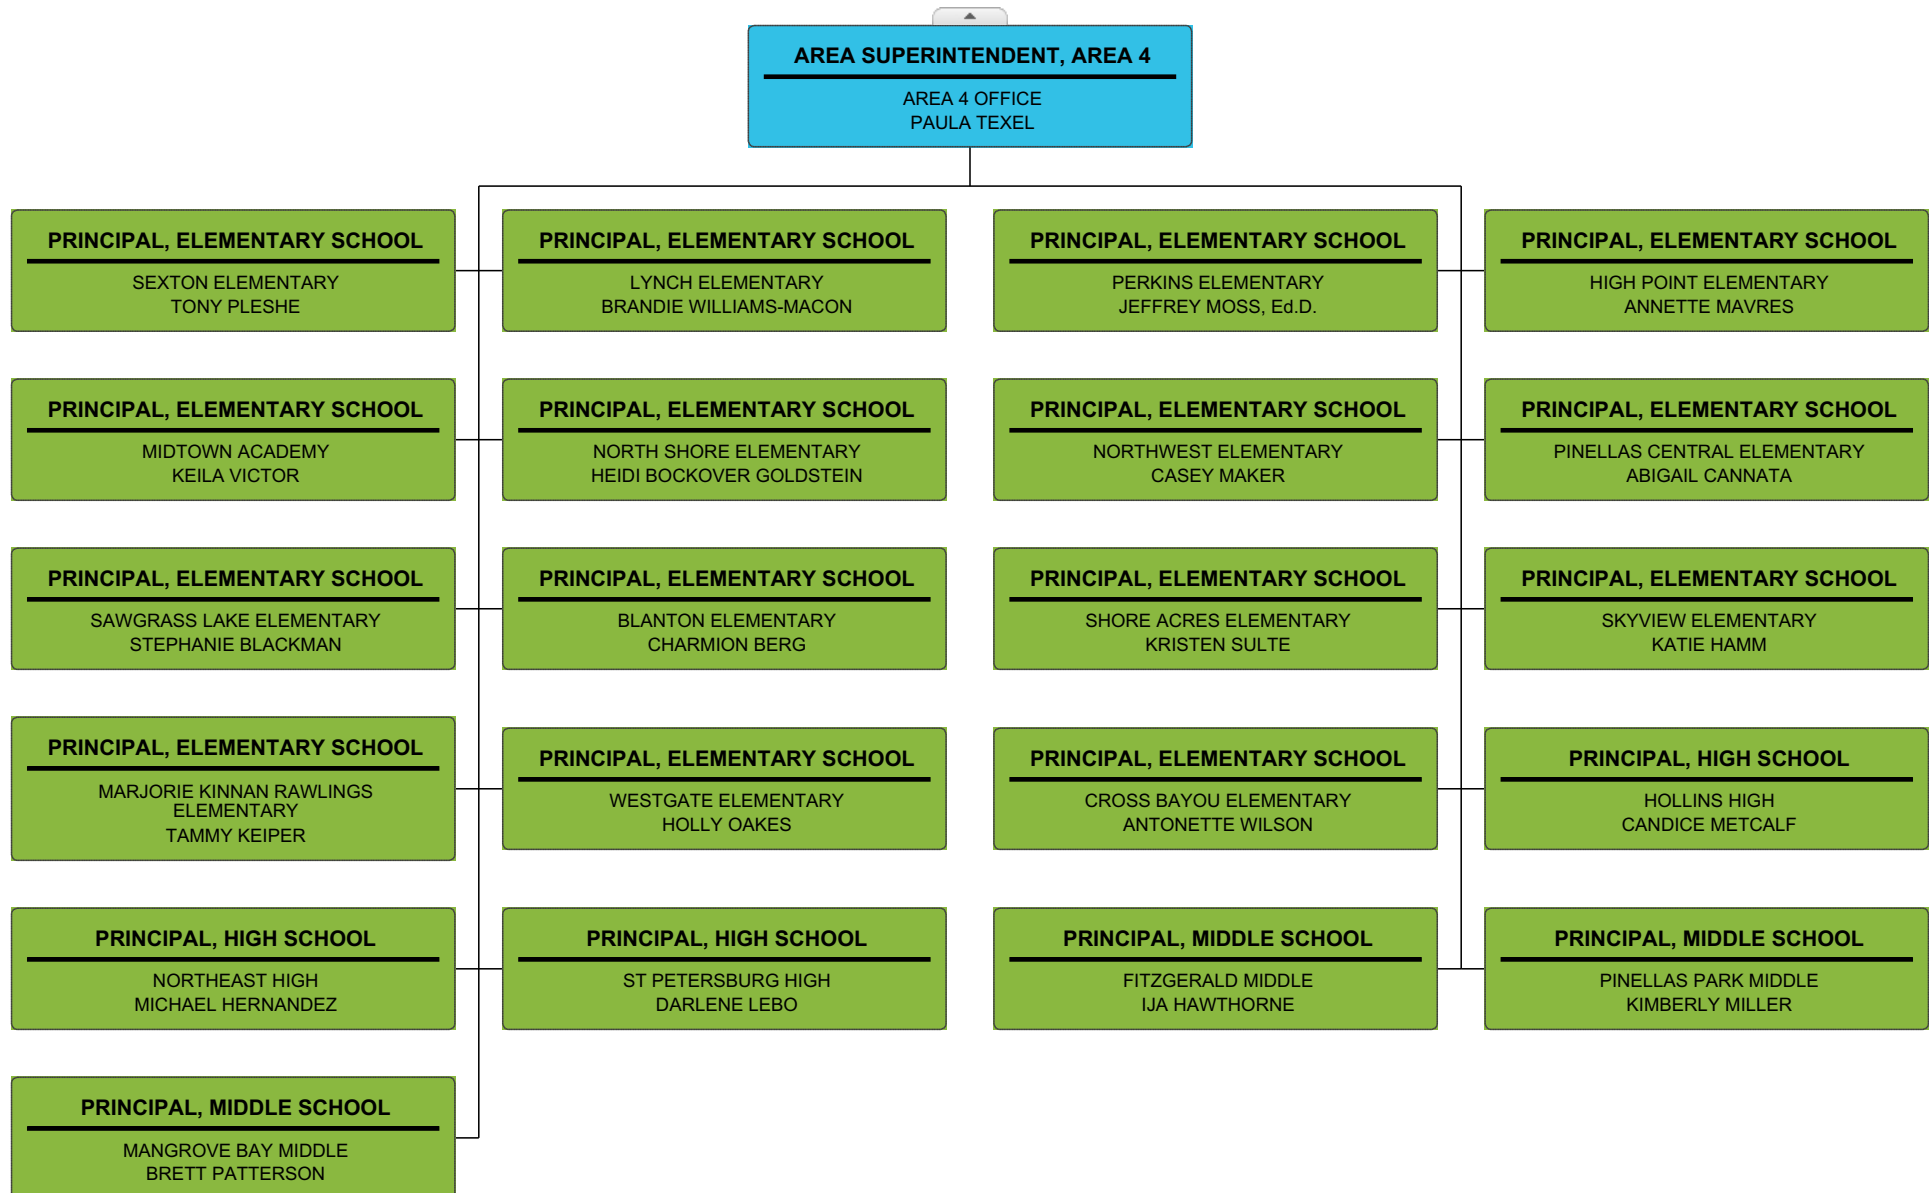 AREA SUPERINTENDENT, AREA 4
AREA 4 OFFICE
PAULA TEXEL
PRINCIPAL, ELEMENTARY SCHOOL
SEXTON ELEMENTARY
TONY PLESHE
PRINCIPAL, ELEMENTARY SCHOOL
LYNCH ELEMENTARY
BRANDIE WILLIAMS-MACON
PRINCIPAL, ELEMENTARY SCHOOL
PERKINS ELEMENTARY
JEFFREY MOSS, Ed.D.
PRINCIPAL, ELEMENTARY SCHOOL
HIGH POINT ELEMENTARY
ANNETTE MAVRES
PRINCIPAL, ELEMENTARY SCHOOL
MIDTOWN ACADEMY
KEILA VICTOR
PRINCIPAL, ELEMENTARY SCHOOL
NORTH SHORE ELEMENTARY
HEIDI BOCKOVER GOLDSTEIN
PRINCIPAL, ELEMENTARY SCHOOL
NORTHWEST ELEMENTARY
CASEY MAKER
PRINCIPAL, ELEMENTARY SCHOOL
PINELLAS CENTRAL ELEMENTARY
ABIGAIL CANNATA
PRINCIPAL, ELEMENTARY SCHOOL
SAWGRASS LAKE ELEMENTARY
STEPHANIE BLACKMAN
PRINCIPAL, ELEMENTARY SCHOOL
BLANTON ELEMENTARY
CHARMION BERG
PRINCIPAL, ELEMENTARY SCHOOL
SHORE ACRES ELEMENTARY
KRISTEN SULTE
PRINCIPAL, ELEMENTARY SCHOOL
SKYVIEW ELEMENTARY
KATIE HAMM
PRINCIPAL, ELEMENTARY SCHOOL
MARJORIE KINNAN RAWLINGS
ELEMENTARY
TAMMY KEIPER
PRINCIPAL, ELEMENTARY SCHOOL
WESTGATE ELEMENTARY
HOLLY OAKES
PRINCIPAL, ELEMENTARY SCHOOL
CROSS BAYOU ELEMENTARY
ANTONETTE WILSON
PRINCIPAL, HIGH SCHOOL
HOLLINS HIGH
CANDICE METCALF
PRINCIPAL, HIGH SCHOOL
NORTHEAST HIGH
MICHAEL HERNANDEZ
PRINCIPAL, HIGH SCHOOL
ST PETERSBURG HIGH
DARLENE LEBO
PRINCIPAL, MIDDLE SCHOOL
FITZGERALD MIDDLE
IJA HAWTHORNE
PRINCIPAL, MIDDLE SCHOOL
PINELLAS PARK MIDDLE
KIMBERLY MILLER
PRINCIPAL, MIDDLE SCHOOL
MANGROVE BAY MIDDLE
BRETT PATTERSON